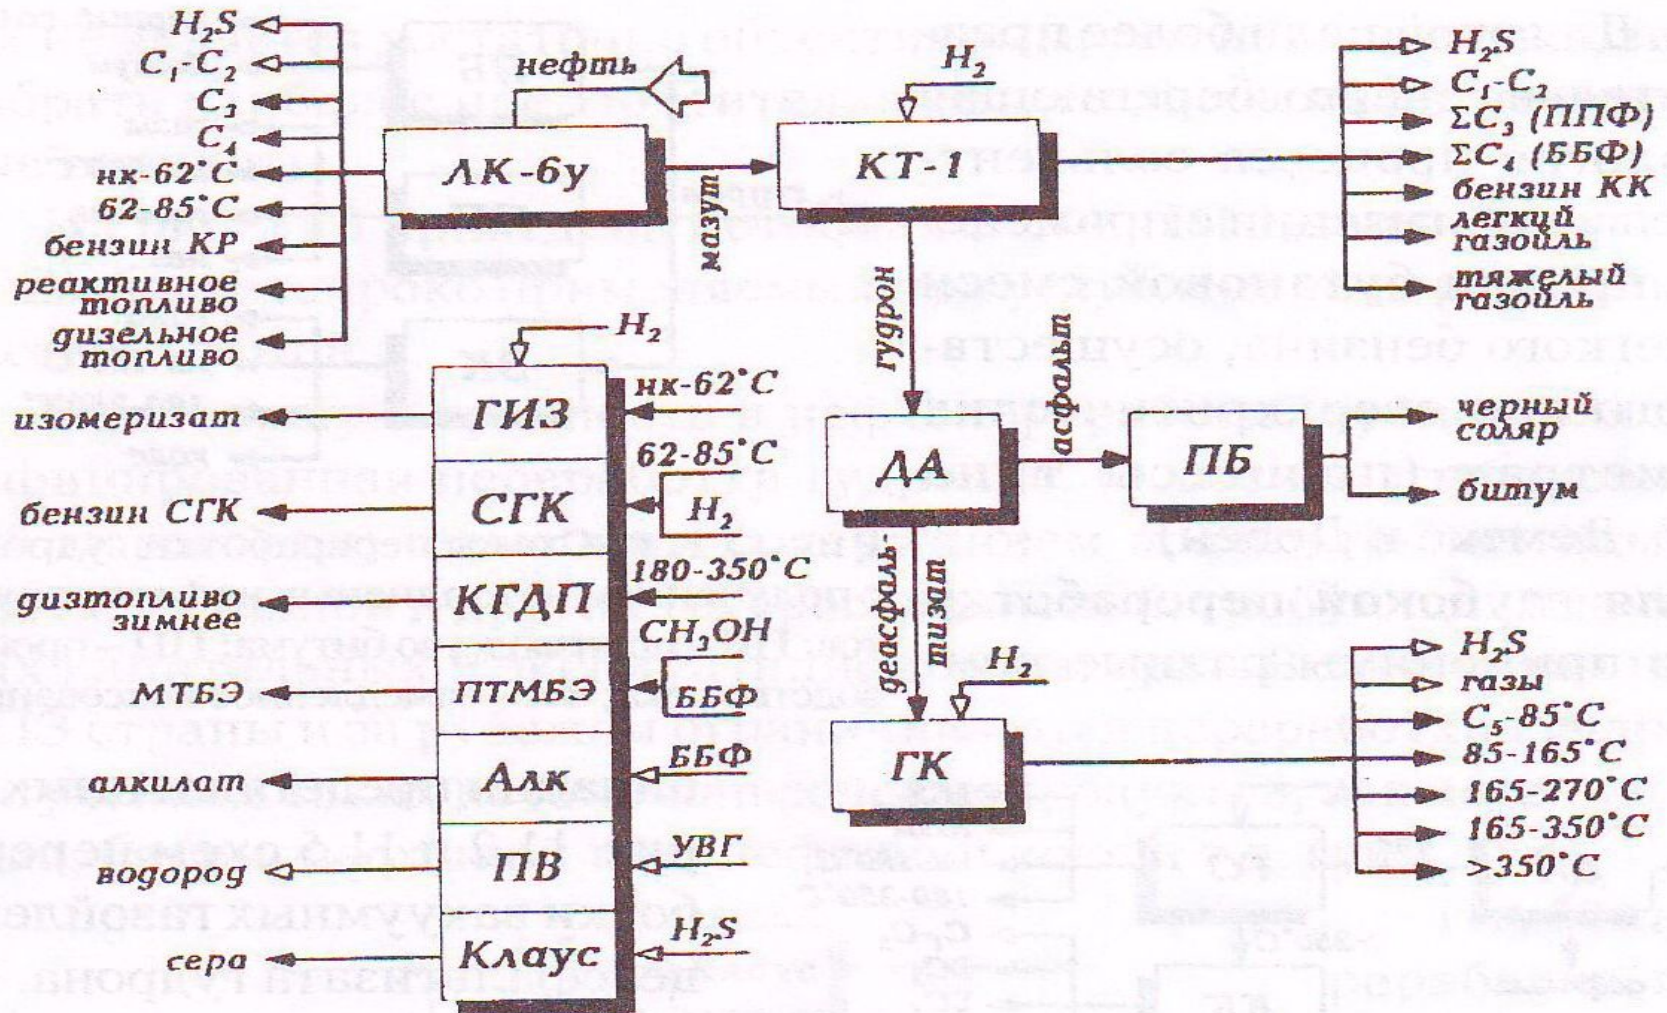 H₂S
C₁-C₂
C₃
C₄
нк-62°С
62-85°С
бензин КР
реактивное
топливо
дизельное
топливо
нефть
ЛК-6у
мазут
H₂
КТ-1
H₂S
C₁-C₂
ΣC₃ (ППФ)
ΣC₄ (ББФ)
бензин КК
легкий
газойль
тяжелый
газойль
гудрон
ДА
асфальт
ПБ
черный
соляр
битум
деасфаль-
тизат
H₂
ГК
H₂S
газы
C₅-85°С
85-165°С
165-270°С
165-350°С
>350°С
H₂
изомеризат
ГИЗ
нк-62°С
62-85°С
бензин СГК
СГК
H₂
дизтопливо
зимнее
КГДП
180-350°С
CH₃OH
МТБЭ
ПТМБЭ
ББФ
алкилат
Алк
ББФ
водород
ПВ
УВГ
сера
Клаус
H₂S